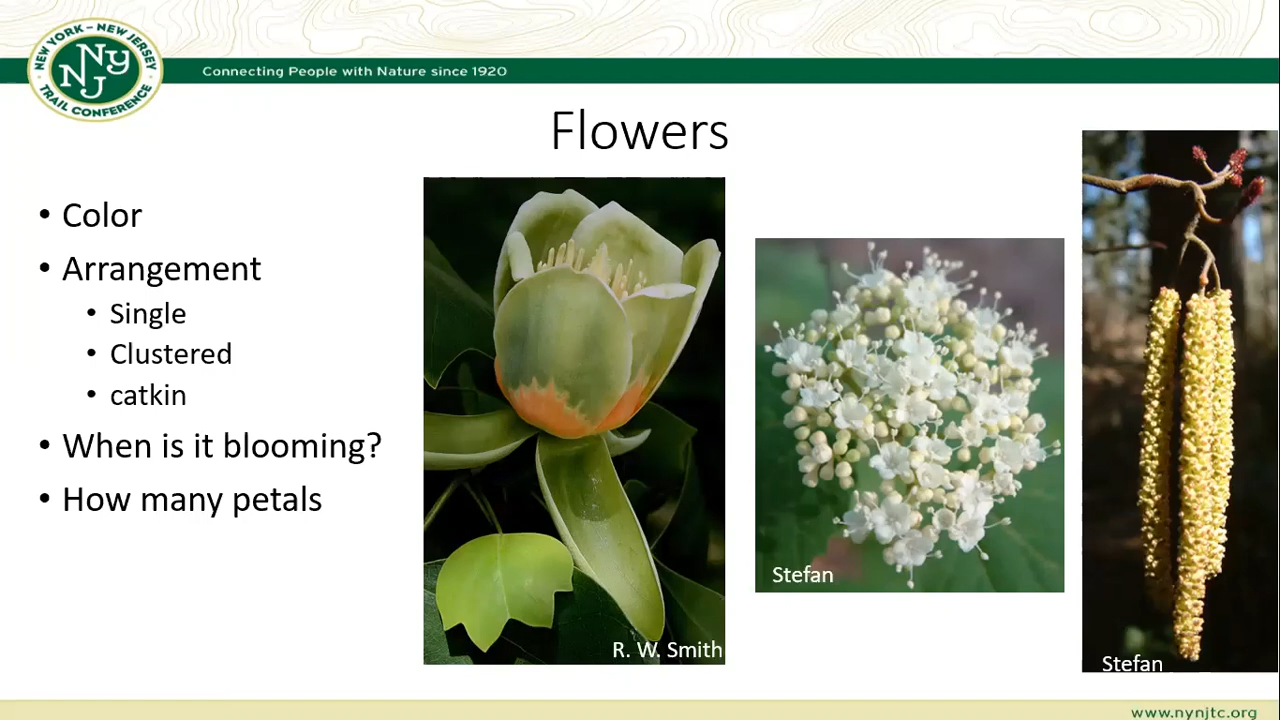 NEW YORK - NEW JERSEY
NY
NJ
TRAIL CONFERENCE
Connecting People with Nature since 1920
Flowers
• Color
• Arrangement
• Single
• Clustered
• catkin
• When is it blooming?
• How many petals
R. W. Smith
Stefan
Stefan
www.nynjtc.org